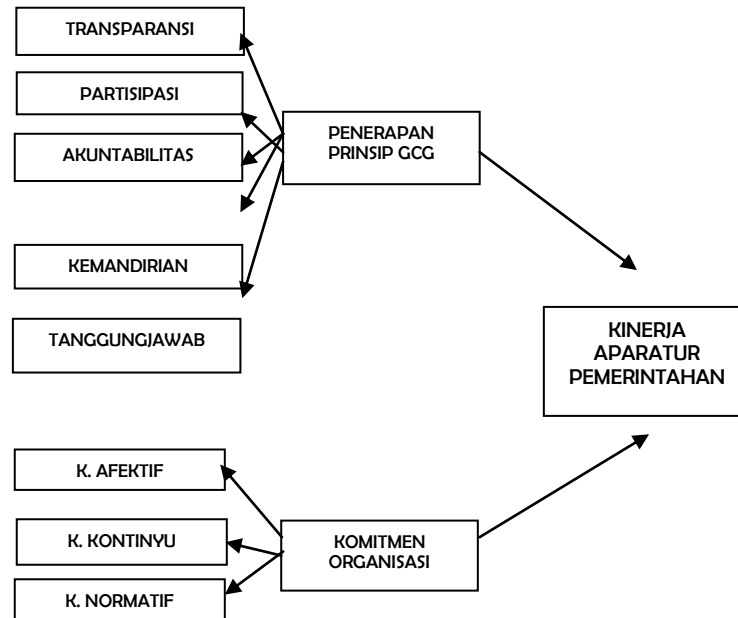 TRANSPARANSI
PARTISIPASI
AKUNTABILITAS
KEMANDIRIAN
TANGGUNGJAWAB
PENERAPAN
PRINSIP GCG
KINERJA
APARATUR
PEMERINTAHAN
K. AFEKTIF
K. KONTINYU
K. NORMATIF
KOMITMEN
ORGANISASI